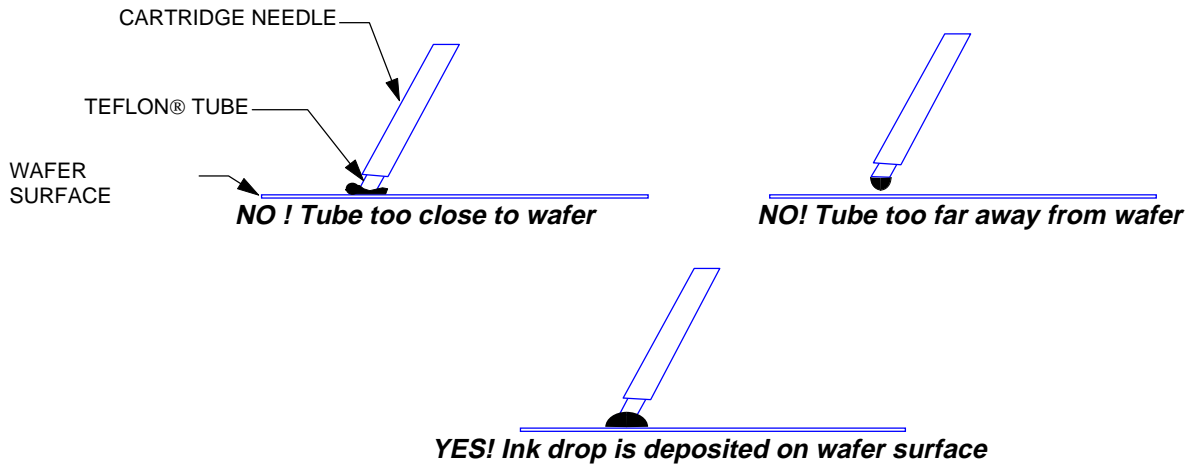 CARTRIDGE NEEDLE
TEFLON® TUBE
WAFER
SURFACE
NO ! Tube too close to wafer
NO! Tube too far away from wafer
YES! Ink drop is deposited on wafer surface